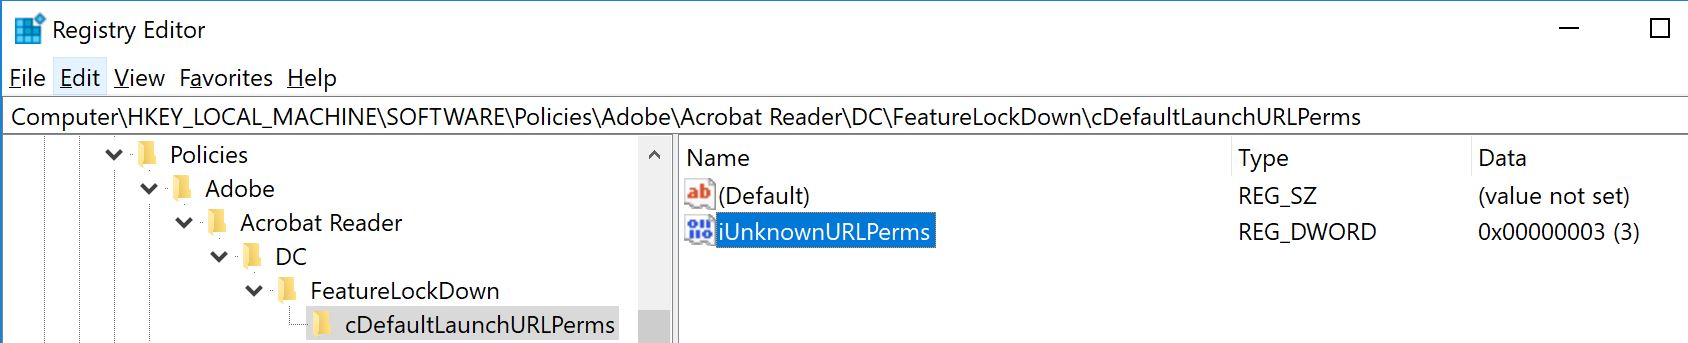 Registry Editor
File Edit View Favorites Help
Computer\HKEY_LOCAL_MACHINE\SOFTWARE\Policies\Adobe\Acrobat Reader\DC\FeatureLockDown\cDefaultLaunchURLPerms
Policies
Adobe
Acrobat Reader
DC
FeatureLockDown
cDefaultLaunchURLPerms
Name Type Data
(Default) REG_SZ (value not set)
iUnknownURLPerms REG_DWORD 0x00000003 (3)